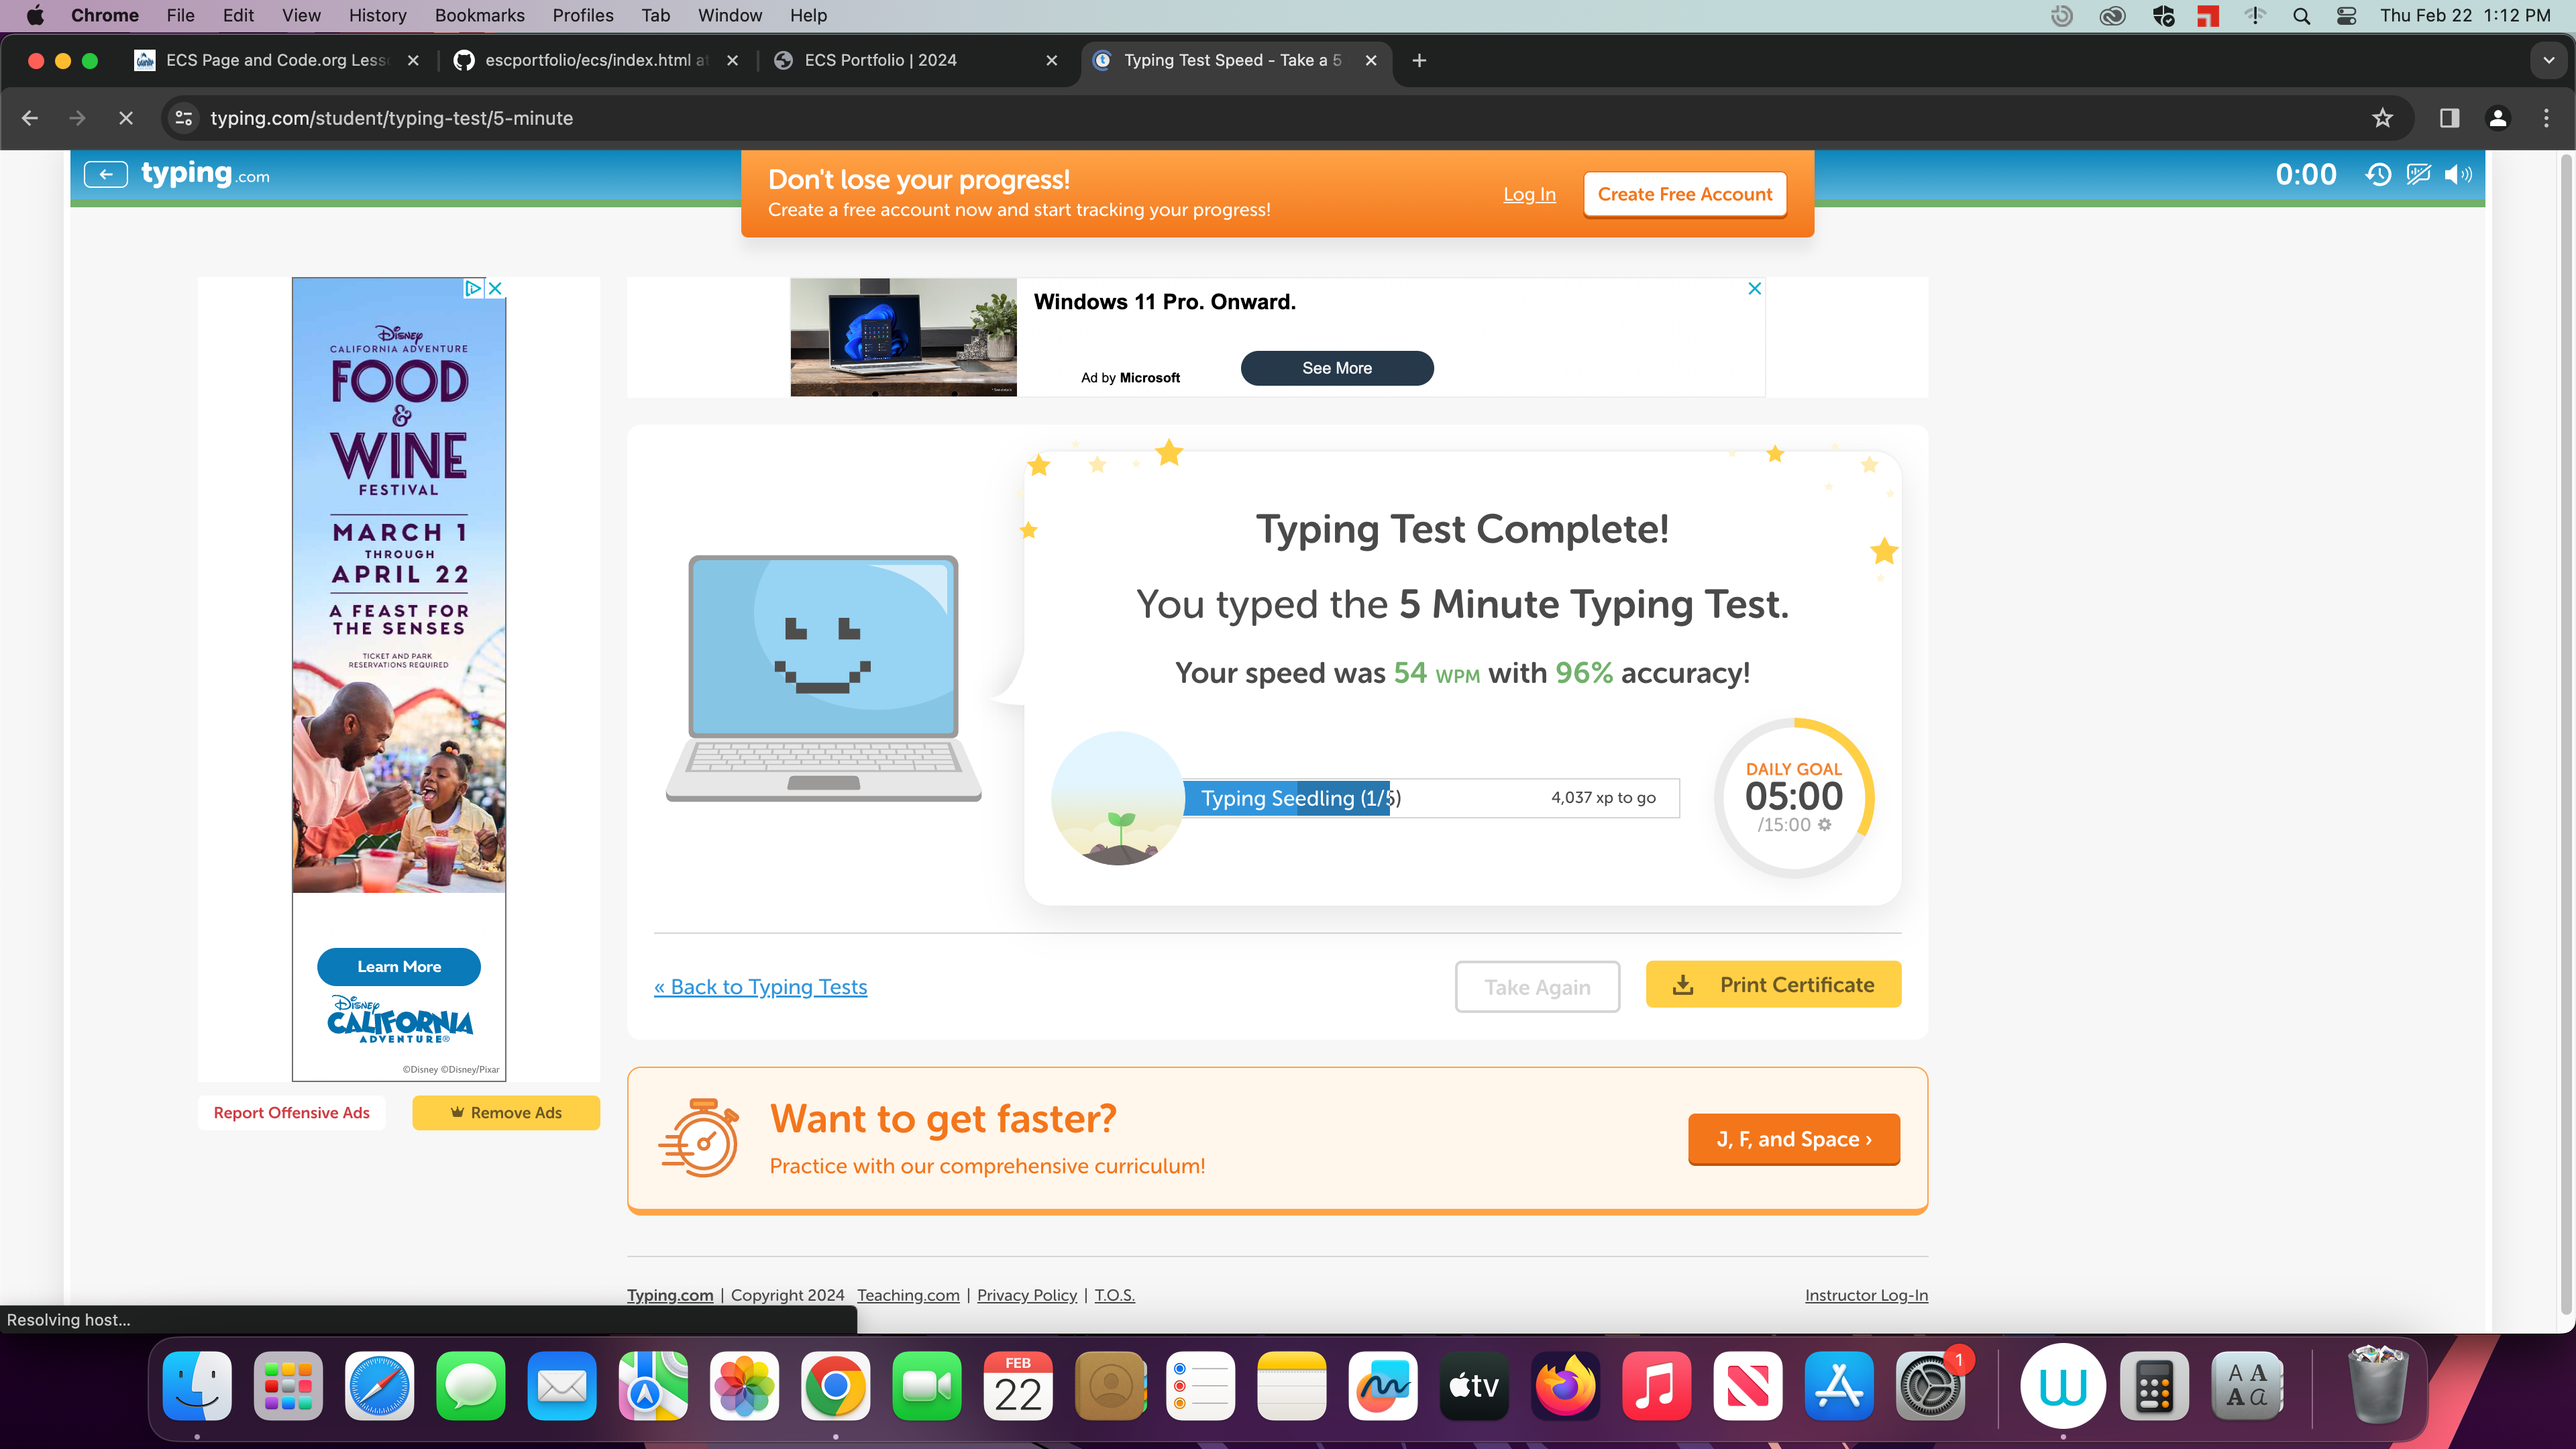 Chrome File Edit View History Bookmarks Profiles Tab Window Help
Thu Feb 22 1:12 PM
ECS Page and Code.org Less
escportfolio/ecs/index.html at
ECS Portfolio | 2024
Typing Test Speed - Take a 5
typing.com/student/typing-test/5-minute
typing.com
Don't lose your progress!
Create a free account now and start tracking your progress!
Log In
Create Free Account
0:00
Disney
CALIFORNIA ADVENTURE
FOOD
&
WINE
FESTIVAL
MARCH 1
THROUGH
APRIL 22
A FEAST FOR
THE SENSES
TICKET AND PARK
RESERVATIONS REQUIRED
Learn More
Disney
CALIFORNIA
ADVENTURE®
©Disney ©Disney/Pixar
Report Offensive Ads
Remove Ads
Windows 11 Pro. Onward.
Ad by Microsoft
See More
Typing Test Complete!
You typed the 5 Minute Typing Test.
Your speed was 54 WPM with 96% accuracy!
Typing Seedling (1/5)
4,037 xp to go
DAILY GOAL
05:00
/15:00
« Back to Typing Tests
Take Again
Print Certificate
Want to get faster?
Practice with our comprehensive curriculum!
J, F, and Space ›
Typing.com | Copyright 2024 Teaching.com | Privacy Policy | T.O.S.
Instructor Log-In
Resolving host...
FEB
22
tv
1
A A
A a